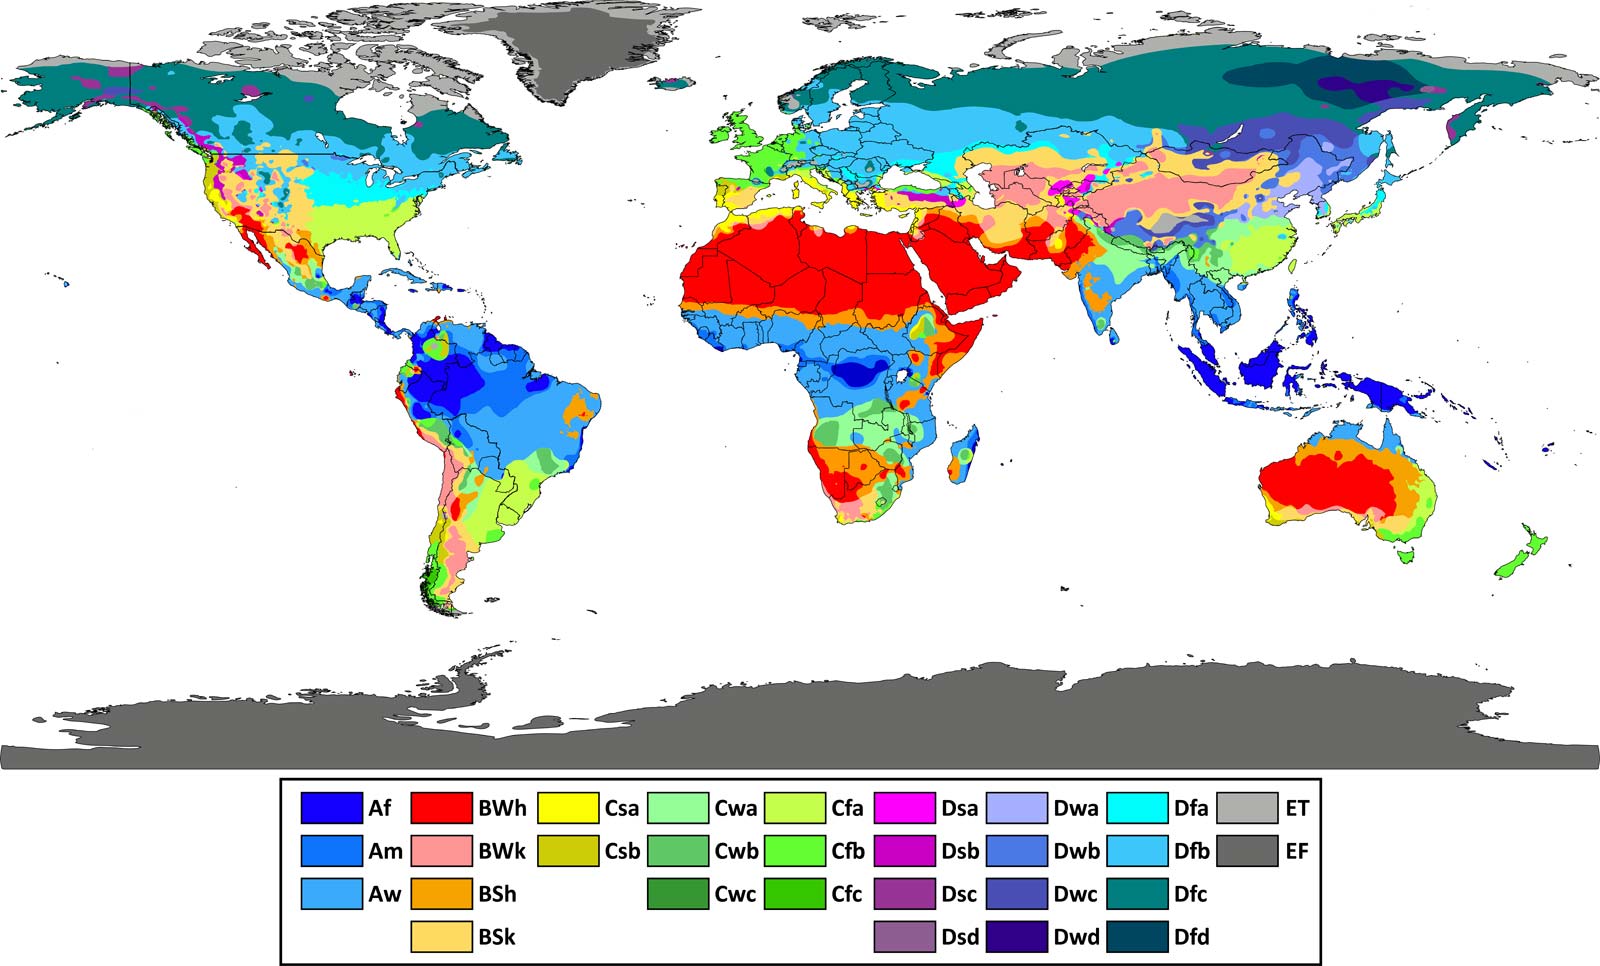 Af BWh Csa Cwa Cfa Dsa Dwa Dfa ET
Am BWk Csb Cwb Cfb Dsb Dwb Dfb EF
Aw BSh Cwc Cfc Dsc Dwc Dfc
BSk Dsd Dwd Dfd